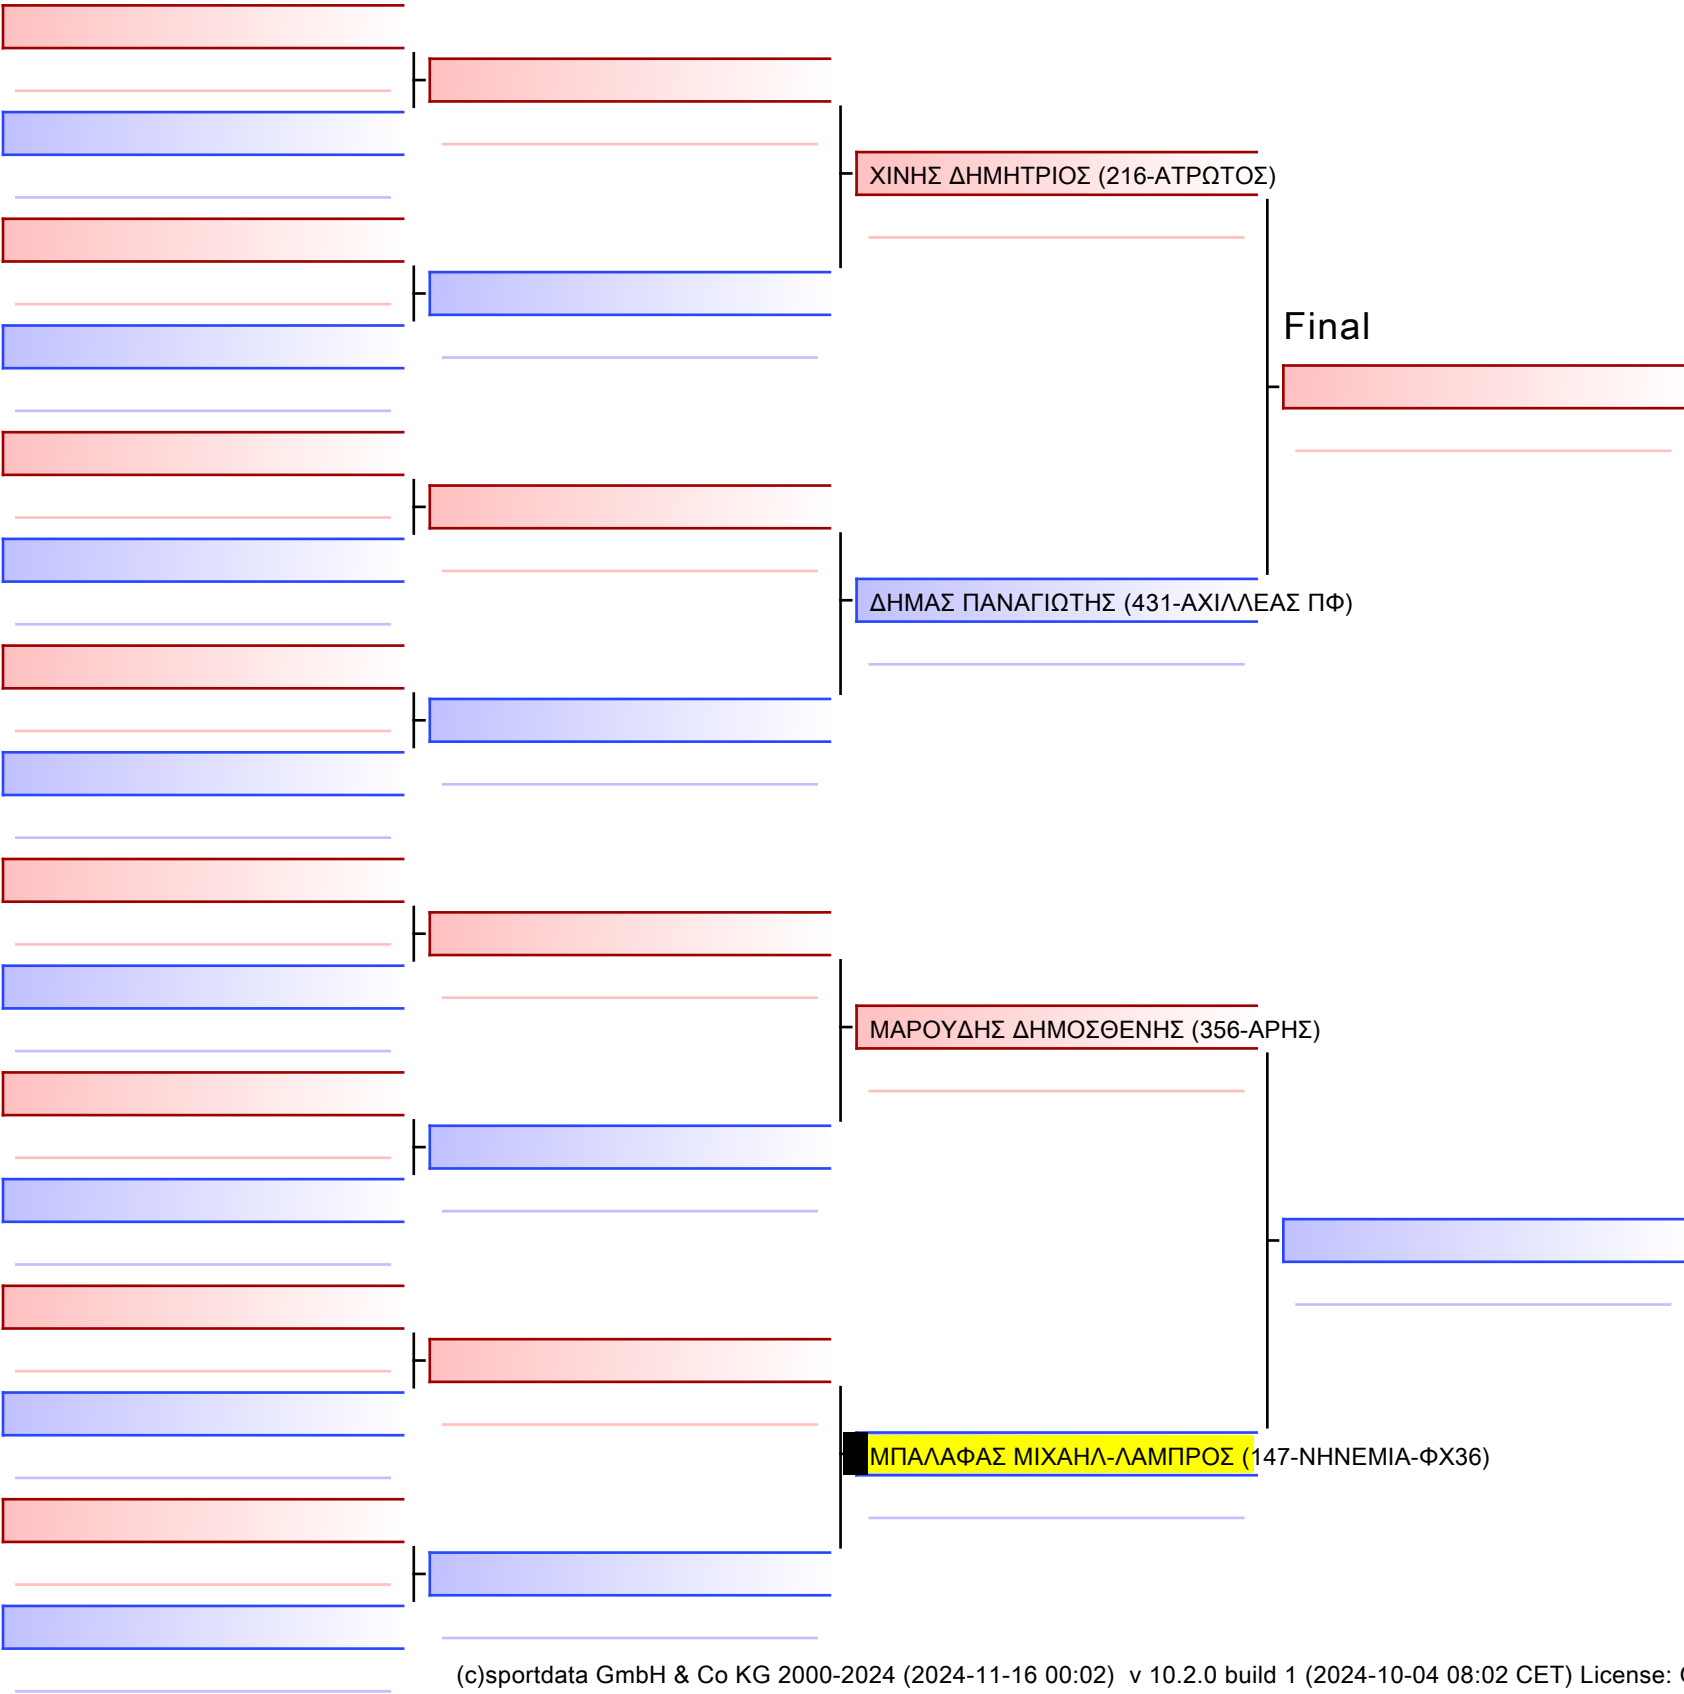 ΧΙΝΗΣ ΔΗΜΗΤΡΙΟΣ (216-ΑΤΡΩΤΟΣ)
Final
ΔΗΜΑΣ ΠΑΝΑΓΙΩΤΗΣ (431-ΑΧΙΛΛΕΑΣ ΠΦ)
ΜΑΡΟΥΔΗΣ ΔΗΜΟΣΘΕΝΗΣ (356-ΑΡΗΣ)
ΜΠΑΛΑΦΑΣ ΜΙΧΑΗΛ-ΛΑΜΠΡΟΣ (147-ΝΗΝΕΜΙΑ-ΦΧ36)
(c)sportdata GmbH & Co KG 2000-2024 (2024-11-16 00:02) v 10.2.0 build 1 (2024-10-04 08:02 CET) License: